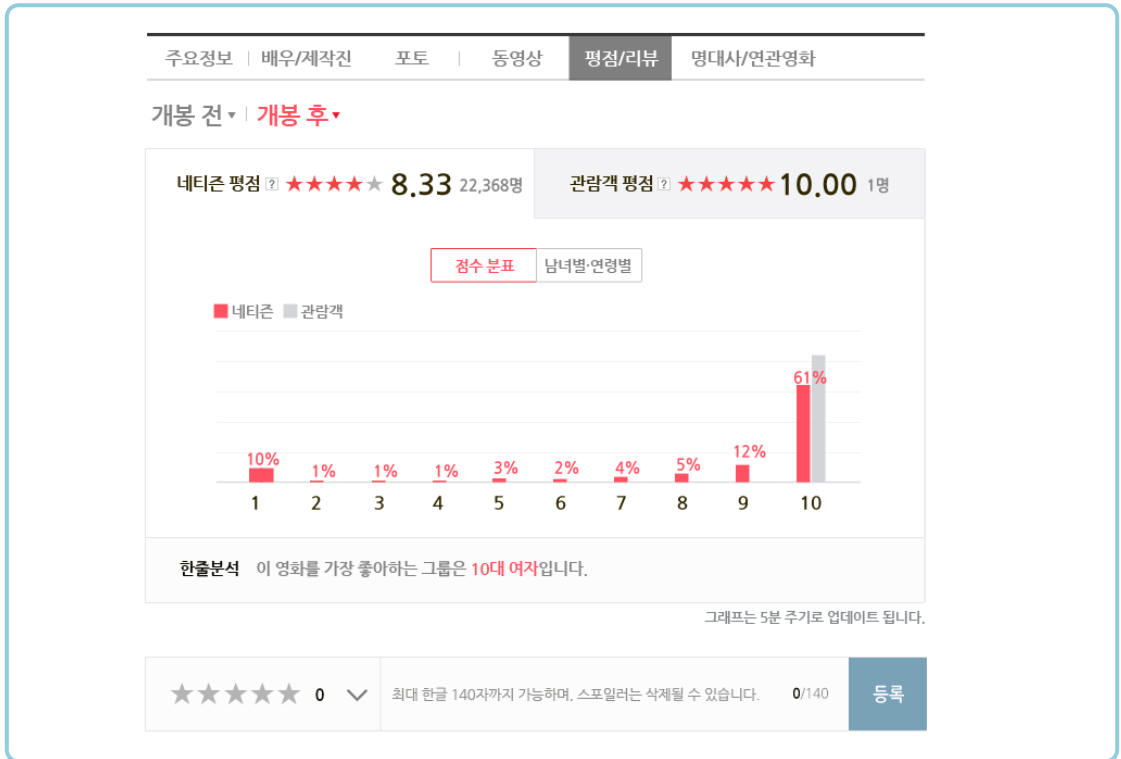 주요정보 배우/제작진 포토 동영상 평점/리뷰 명대사/연관영화
개봉 전 개봉 후
네티즌 평점 ? 8.33 22,368명 관람객 평점 ? 10.00 1명
점수 분표 남녀별·연령별
네티즌 관람객
61%
10% 1% 1% 1% 3% 2% 4% 5% 12%
1 2 3 4 5 6 7 8 9 10
한줄분석 이 영화를 가장 좋아하는 그룹은 10대 여자입니다.
그래프는 5분 주기로 업데이트 됩니다.
0 최대 한글 140자까지 가능하며, 스포일러는 삭제될 수 있습니다. 0/140 등록